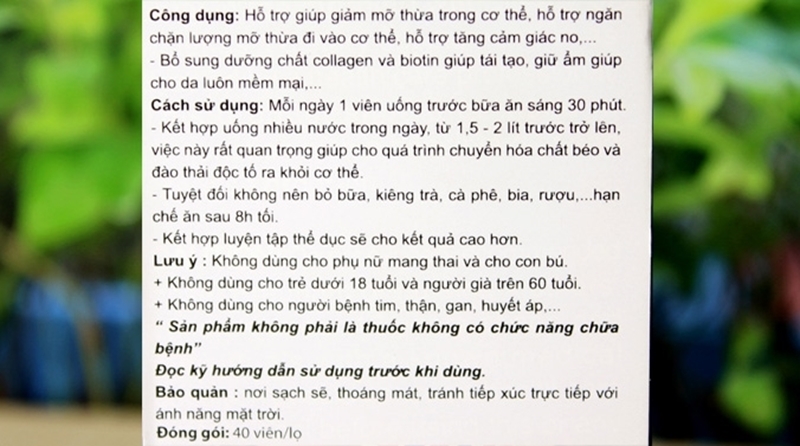 Công dụng: Hỗ trợ giúp giảm mỡ thừa trong cơ thể, hỗ trợ ngăn
chặn lượng mỡ thừa đi vào cơ thể, hỗ trợ tăng cảm giác no,...
- Bổ sung dưỡng chất collagen và biotin giúp tái tạo, giữ ẩm giúp
cho da luôn mềm mại,...
Cách sử dụng: Mỗi ngày 1 viên uống trước bữa ăn sáng 30 phút.
- Kết hợp uống nhiều nước trong ngày, từ 1,5 - 2 lít trước trở lên,
việc này rất quan trọng giúp cho quá trình chuyển hóa chất béo và
đào thải độc tố ra khỏi cơ thể.
- Tuyệt đối không nên bỏ bữa, kiêng trà, cà phê, bia, rượu,...hạn
chế ăn sau 8h tối.
- Kết hợp luyện tập thể dục sẽ cho kết quả cao hơn.
Lưu ý : Không dùng cho phụ nữ mang thai và cho con bú.
+ Không dùng cho trẻ dưới 18 tuổi và người già trên 60 tuổi.
+ Không dùng cho người bệnh tim, thận, gan, huyết áp,...
“ Sản phẩm không phải là thuốc không có chức năng chữa
bệnh”
Đọc kỹ hướng dẫn sử dụng trước khi dùng.
Bảo quản : nơi sạch sẽ, thoáng mát, tránh tiếp xúc trực tiếp với
ánh năng mặt trời.
Đóng gói: 40 viên/lọ